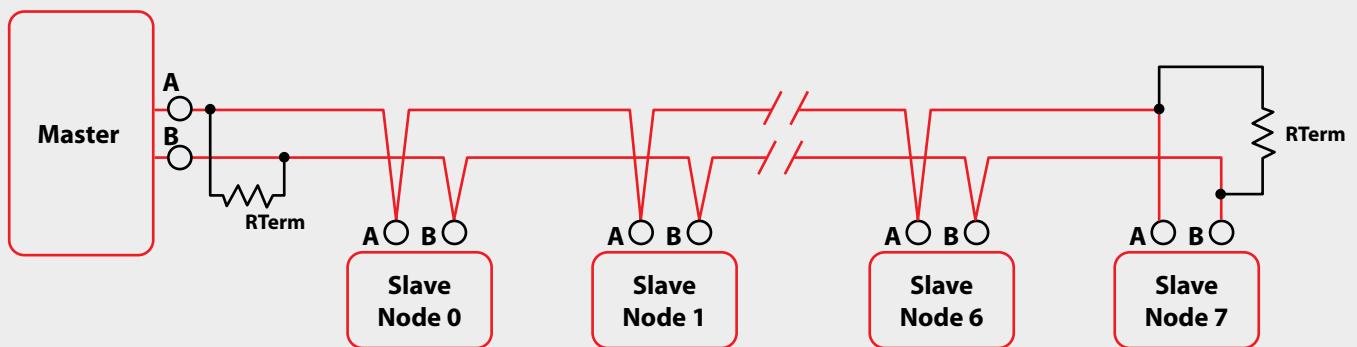 Master
A
B
RTerm
RTerm
A B
A B
A B
A B
Slave
Node 0
Slave
Node 1
Slave
Node 6
Slave
Node 7